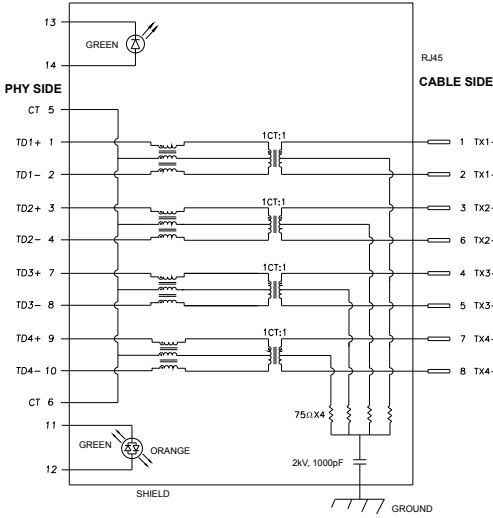 13
GREEN
14
RJ45
PHY SIDE
CABLE SIDE
CT 5
1CT:1
TD1+ 1
1 TX1-
TD1- 2
2 TX1-
1CT:1
TD2+ 3
3 TX2-
TD2- 4
6 TX2-
1CT:1
TD3+ 7
4 TX3-
TD3- 8
5 TX3-
1CT:1
TD4+ 9
7 TX4-
TD4- 10
8 TX4-
CT 6
75ΩX4
11
GREEN
ORANGE
12
2kV, 1000pF
SHIELD
GROUND